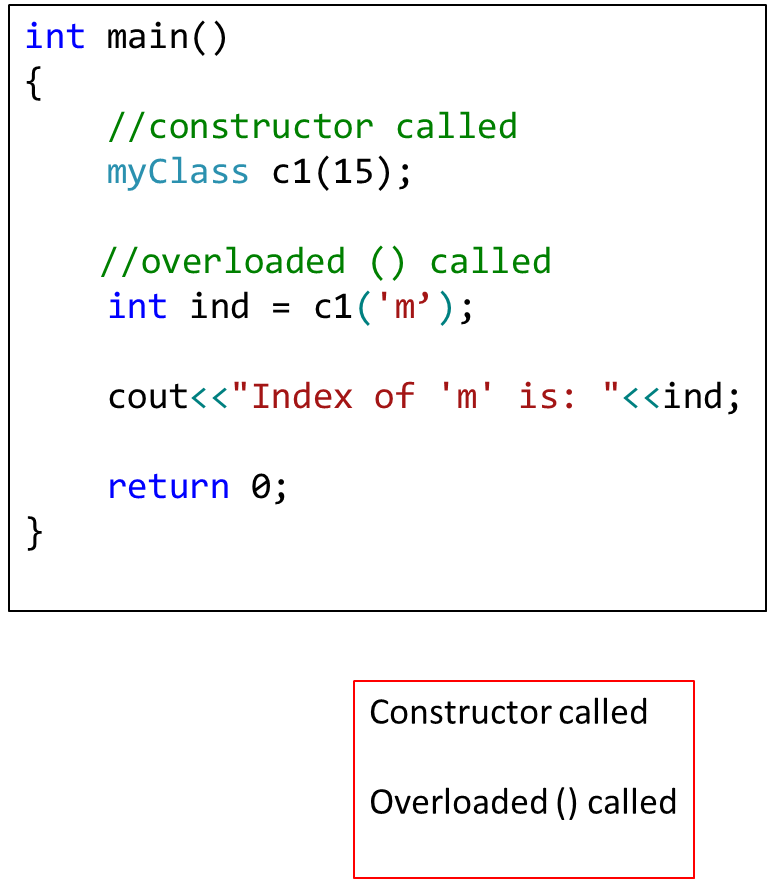 int main()
{
//constructor called
myClass c1(15);
//overloaded () called
int ind = c1('m’);
cout<<"Index of 'm' is: "<<ind;
return 0;
}
Constructor called
Overloaded () called